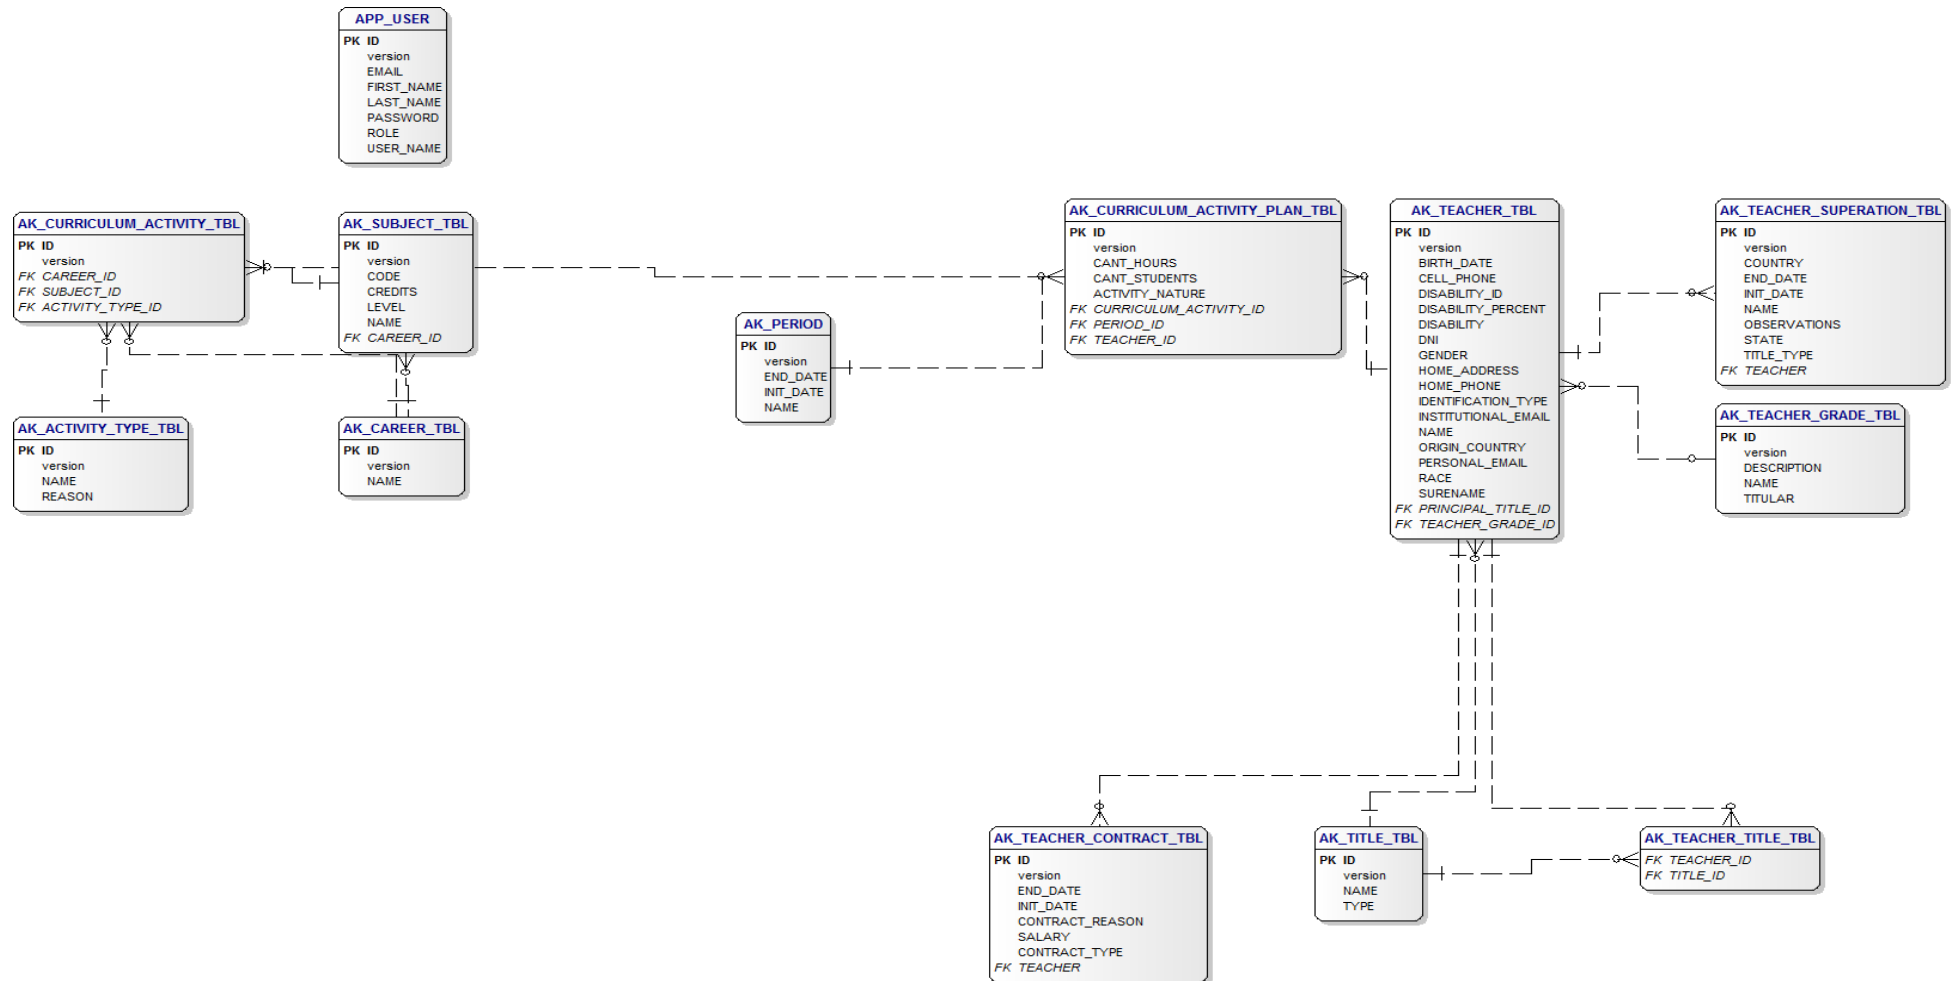 APP_USER
PK ID
version
EMAIL
FIRST_NAME
LAST_NAME
PASSWORD
ROLE
USER_NAME
AK_CURRICULUM_ACTIVITY_TBL
PK ID
version
FK CAREER_ID
FK SUBJECT_ID
FK ACTIVITY_TYPE_ID
AK_SUBJECT_TBL
PK ID
version
CODE
CREDITS
LEVEL
NAME
FK CAREER_ID
AK_ACTIVITY_TYPE_TBL
PK ID
version
NAME
REASON
AK_CAREER_TBL
PK ID
version
NAME
AK_PERIOD
PK ID
version
END_DATE
INIT_DATE
NAME
AK_CURRICULUM_ACTIVITY_PLAN_TBL
PK ID
version
CANT_HOURS
CANT_STUDENTS
ACTIVITY_NATURE
FK CURRICULUM_ACTIVITY_ID
FK PERIOD_ID
FK TEACHER_ID
AK_TEACHER_TBL
PK ID
version
BIRTH_DATE
CELL_PHONE
DISABILITY_ID
DISABILITY_PERCENT
DISABILITY
DNI
GENDER
HOME_ADDRESS
HOME_PHONE
IDENTIFICATION_TYPE
INSTITUTIONAL_EMAIL
NAME
ORIGIN_COUNTRY
PERSONAL_EMAIL
RACE
SURENAME
FK PRINCIPAL_TITLE_ID
FK TEACHER_GRADE_ID
AK_TEACHER_SUPERATION_TBL
PK ID
version
COUNTRY
END_DATE
INIT_DATE
NAME
OBSERVATIONS
STATE
TITLE_TYPE
FK TEACHER
AK_TEACHER_GRADE_TBL
PK ID
version
DESCRIPTION
NAME
TITULAR
AK_TEACHER_CONTRACT_TBL
PK ID
version
END_DATE
INIT_DATE
CONTRACT_REASON
SALARY
CONTRACT_TYPE
FK TEACHER
AK_TITLE_TBL
PK ID
version
NAME
TYPE
AK_TEACHER_TITLE_TBL
FK TEACHER_ID
FK TITLE_ID